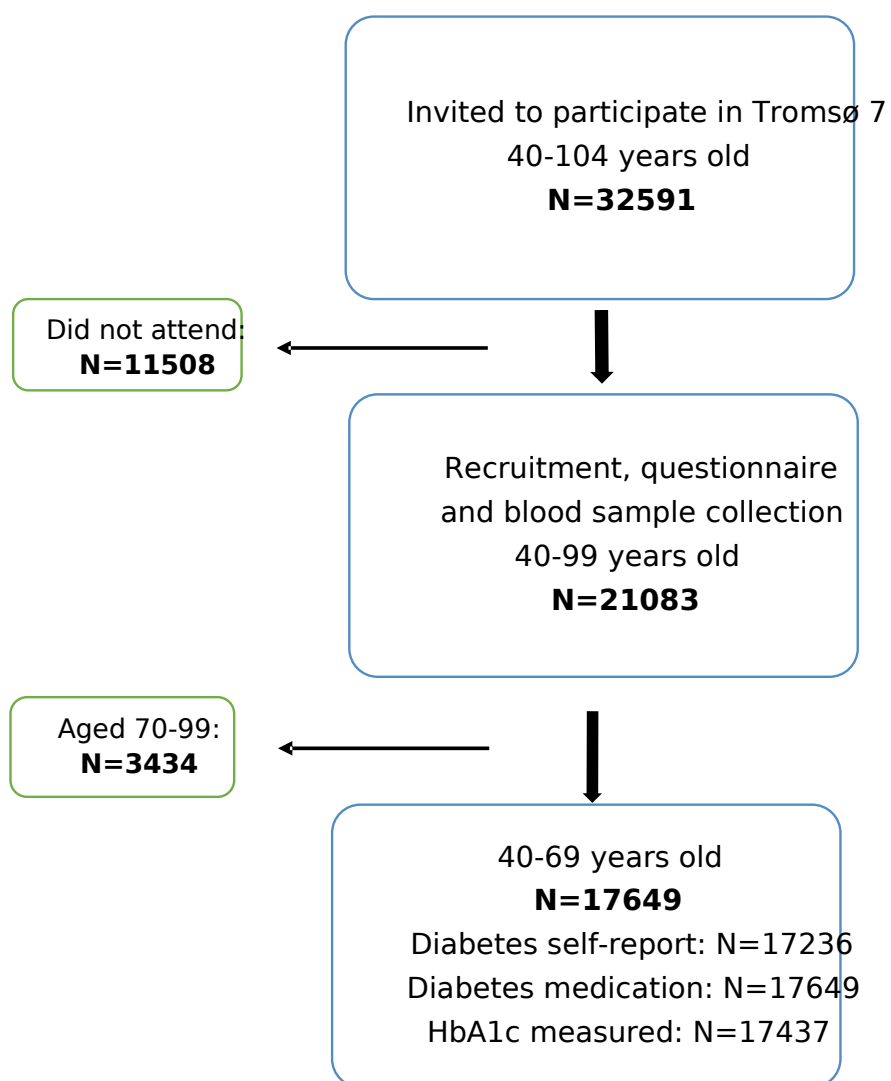 Invited to participate in Tromsø 7
40-104 years old
N=32591
Did not attend:
N=11508
Recruitment, questionnaire
and blood sample collection
40-99 years old
N=21083
Aged 70-99:
N=3434
40-69 years old
N=17649
Diabetes self-report: N=17236
Diabetes medication: N=17649
HbA1c measured: N=17437